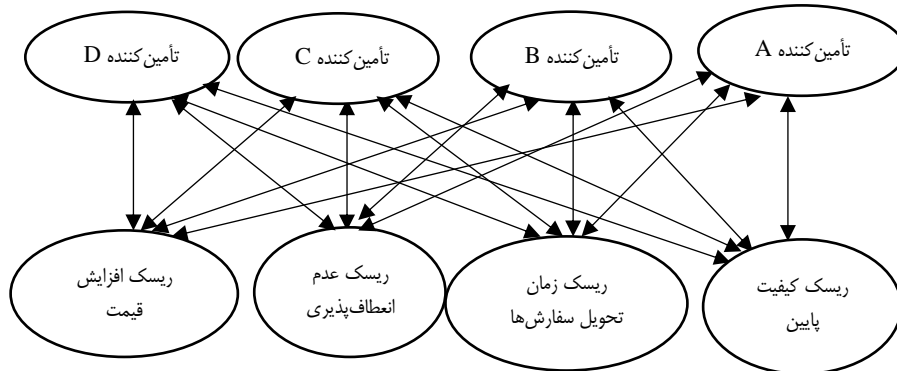 تأمین‌کننده A
تأمین‌کننده B
تأمین‌کننده C
تأمین‌کننده D
ریسک کیفیت
پایین
ریسک زمان
تحویل سفارش‌ها
ریسک عدم
انعطاف‌پذیری
ریسک افزایش
قیمت